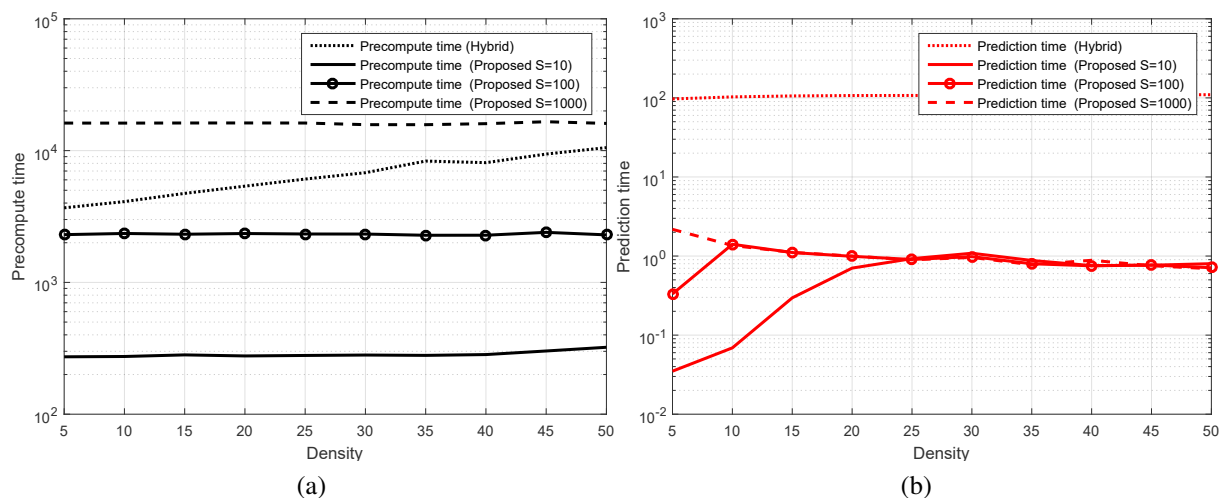 10^5
10^4
10^3
10^2
Precompute time
Precompute time (Hybrid)
Precompute time (Proposed S=10)
Precompute time (Proposed S=100)
Precompute time (Proposed S=1000)
5 10 15 20 25 30 35 40 45 50
Density
(a)
10^3
10^2
10^1
10^0
10^-1
10^-2
Prediction time
Prediction time (Hybrid)
Prediction time (Proposed S=10)
Prediction time (Proposed S=100)
Prediction time (Proposed S=1000)
5 10 15 20 25 30 35 40 45 50
Density
(b)